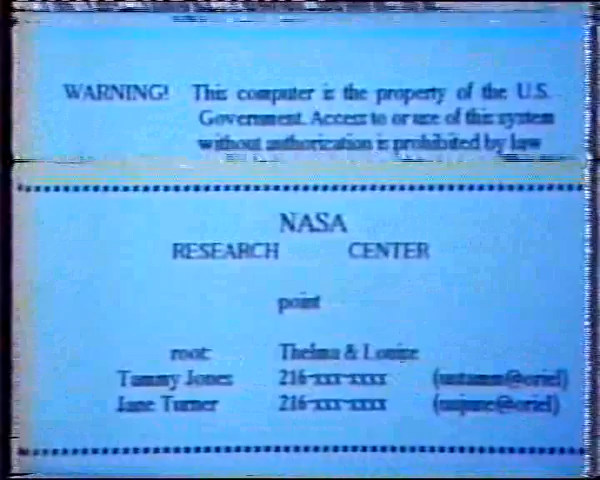 WARNING! This computer is the property of the U.S.
Government. Access to or use of this system
without authorization is prohibited by law
NASA
RESEARCH CENTER
point
root: Thelma & Louise
Tammy Jones 216-xxx-xxxx
Jane Turner 216-xxx-xxxx